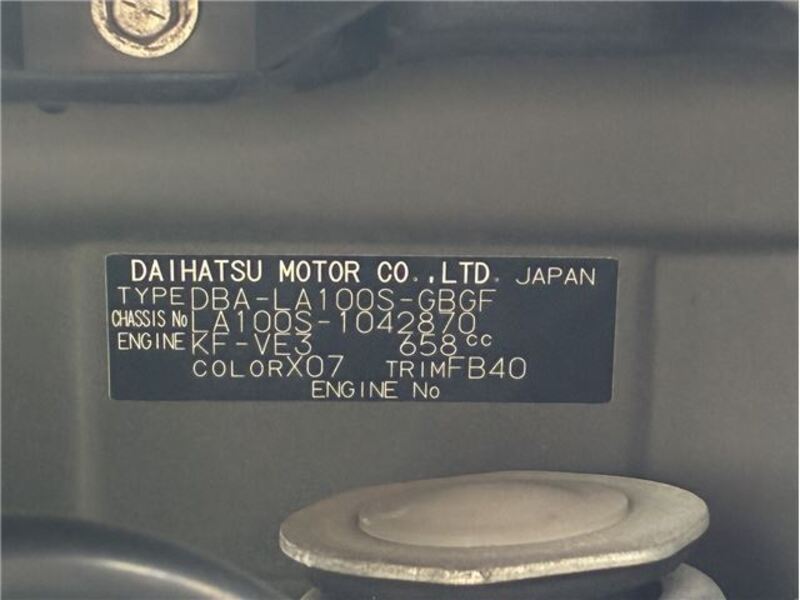 DAIHATSU MOTOR CO.,LTD. JAPAN
TYPE DBA-LA100S-GBGF
CHASSIS No LA100S-1042870
ENGINE KF-VE3 658cc
COLOR X07 TRIM FB40
ENGINE No